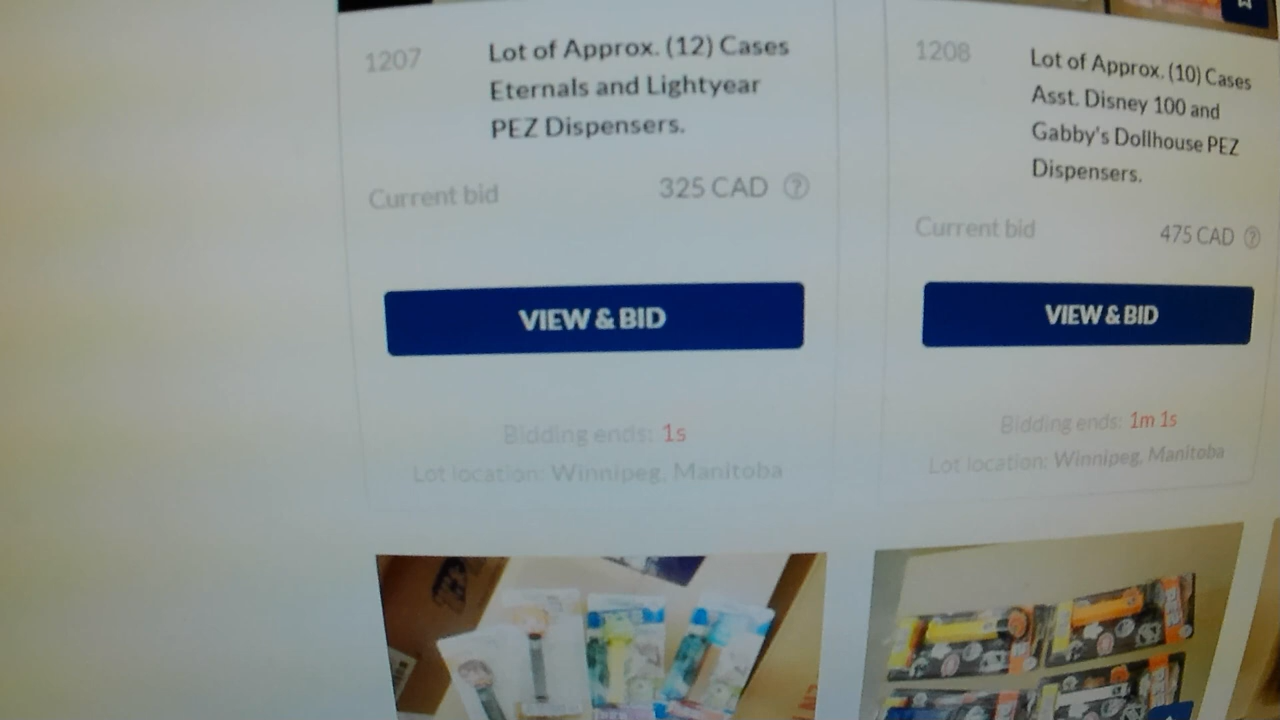 1207
Lot of Approx. (12) Cases
Eternals and Lightyear
PEZ Dispensers.
Current bid 325 CAD ?
VIEW & BID
Bidding ends: 1s
Lot location: Winnipeg, Manitoba
1208
Lot of Approx. (10) Cases
Asst. Disney 100 and
Gabby's Dollhouse PEZ
Dispensers.
Current bid
475 CAD ?
VIEW & BID
Bidding ends: 1m 1s
Lot location: Winnipeg, Manitoba